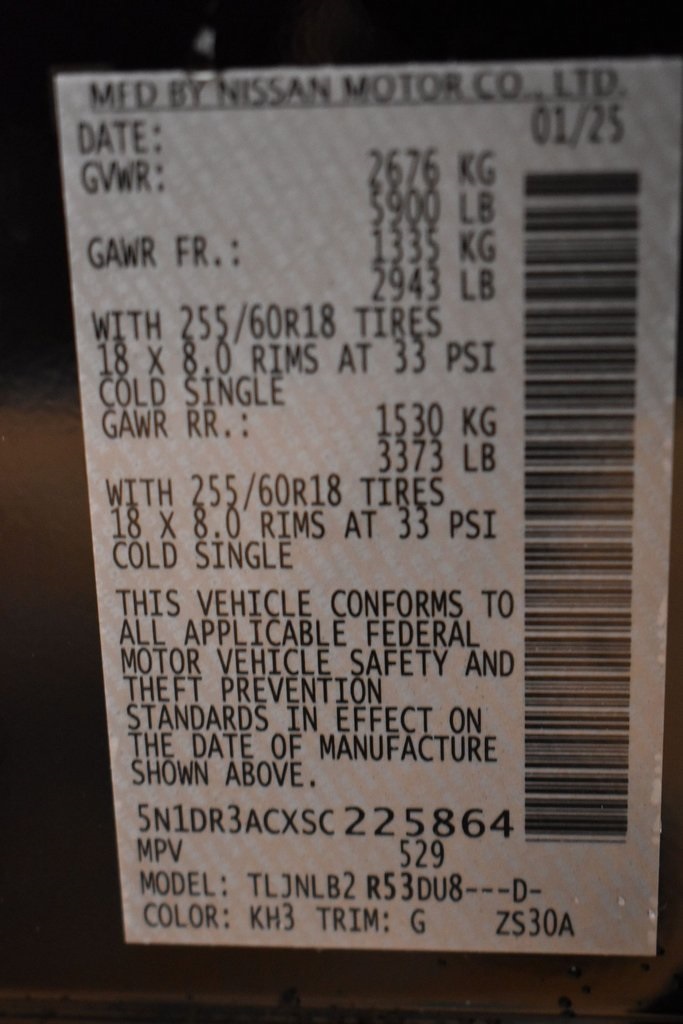 MFD BY NISSAN MOTOR CO., LTD.
DATE: 01/25
GVWR: 2676 KG
5900 LB
GAWR FR.: 1335 KG
2943 LB
WITH 255/60R18 TIRES
18 X 8.0 RIMS AT 33 PSI
COLD SINGLE
GAWR RR.: 1530 KG
3373 LB
WITH 255/60R18 TIRES
18 X 8.0 RIMS AT 33 PSI
COLD SINGLE
THIS VEHICLE CONFORMS TO
ALL APPLICABLE FEDERAL
MOTOR VEHICLE SAFETY AND
THEFT PREVENTION
STANDARDS IN EFFECT ON
THE DATE OF MANUFACTURE
SHOWN ABOVE.
5N1DR3ACXSC225864
MPV 529
MODEL: TLJNLB2 R53DU8---D-
COLOR: KH3 TRIM: G ZS30A